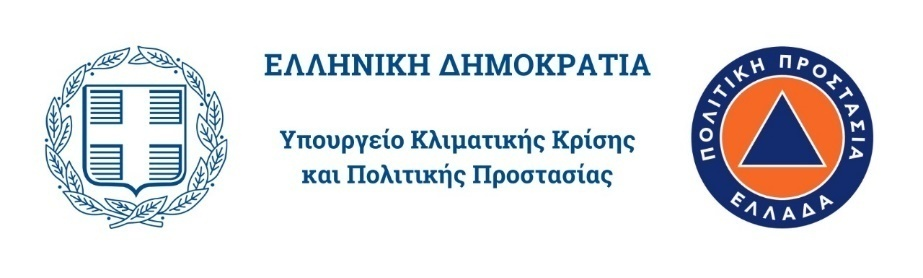 ΕΛΛΗΝΙΚΗ ΔΗΜΟΚΡΑΤΙΑ
Υπουργείο Κλιματικής Κρίσης
και Πολιτικής Προστασίας
ΠΟΛΙΤΙΚΗ ΠΡΟΣΤΑΣΙΑ
ΕΛΛΑΔΑ